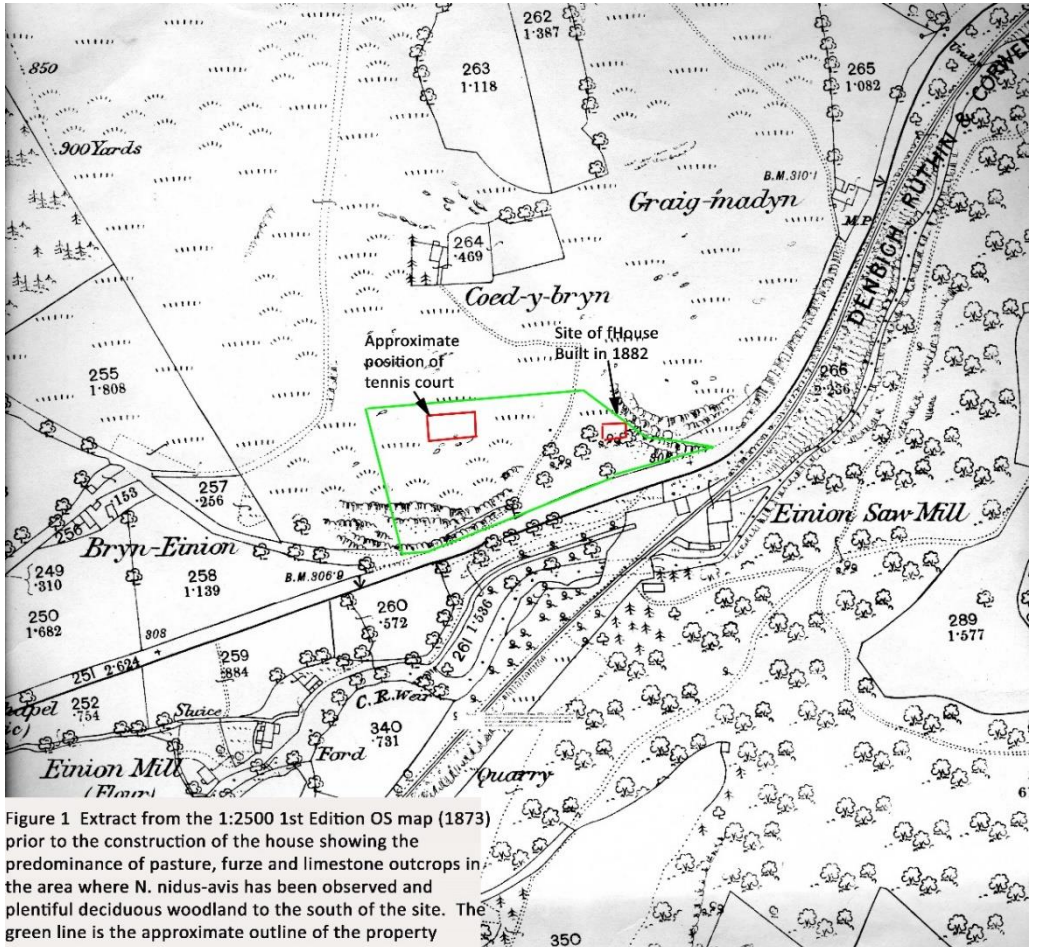 850
262
1·387
263
1·118
265
1·082
900 Yards
DENBIGH RUTHIN & CORWEN
B.M.310·1
Graig-madyn
M.P.
264
·469
Coed-y-bryn
Approximate
position of
tennis court
Site of fHouse
Built in 1882
266
2·236
255
1·808
308
257
·256
·153
256
Bryn-Einion
Einion Saw-Mill
249
·310
258
1·139
B.M.306·9
260
·572
250
1·682
289
1·577
261 1·536
308
251 2·624
259
·884
252
·754
Sluice
C.R.
Weir
340
·731
Ford
Einion Mill
(Flour)
Quarry
350
Figure 1 Extract from the 1:2500 1st Edition OS map (1873)
prior to the construction of the house showing the
predominance of pasture, furze and limestone outcrops in
the area where N. nidus-avis has been observed and
plentiful deciduous woodland to the south of the site. The
green line is the approximate outline of the property